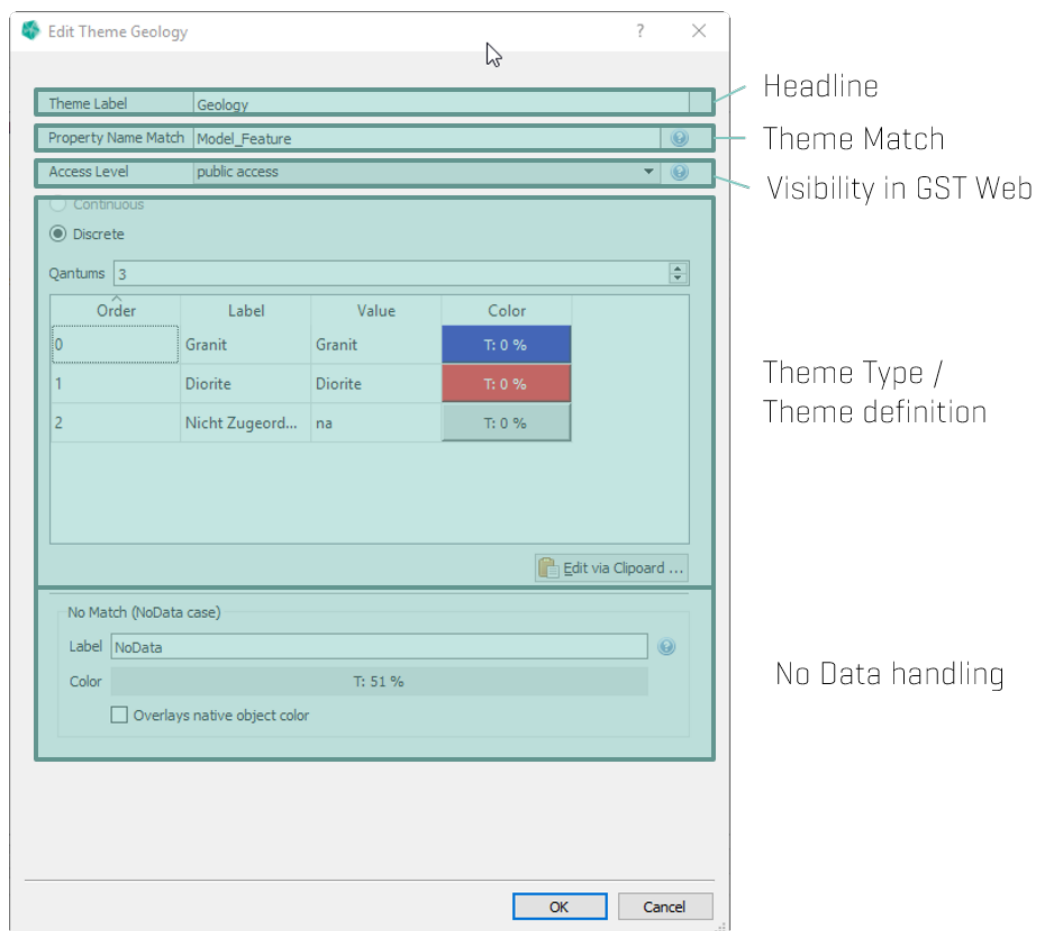 Edit Theme Geology
?
Theme Label Geology
Headline
Property Name Match Model_Feature
Theme Match
Access Level public access
Visibility in GST Web
Continuous
Discrete
Qantums 3
Order Label Value Color
0 Granit Granit T: 0 %
1 Diorite Diorite T: 0 %
2 Nicht Zugeord... na T: 0 %
Theme Type /
Theme definition
Edit via Clipoard ...
No Match (NoData case)
Label NoData
Color T: 51 %
Overlays native object color
No Data handling
OK Cancel